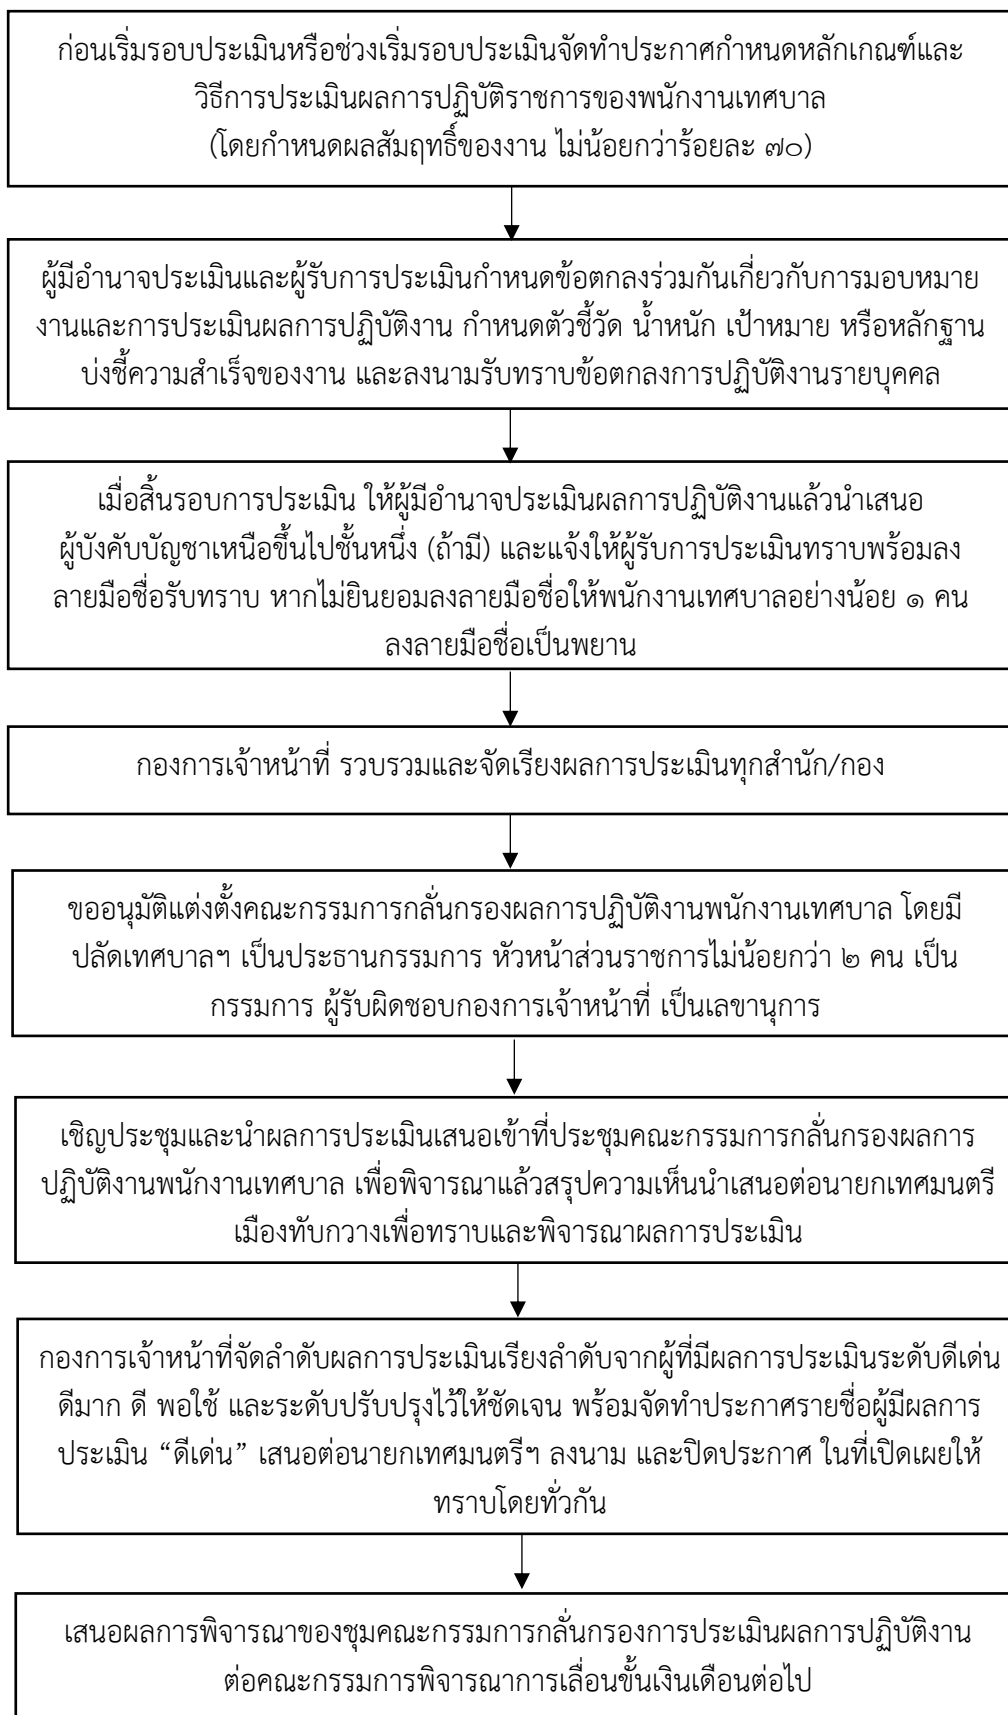 ก่อนเริ่มรอบประเมินหรือช่วงเริ่มรอบประเมินจัดทำประกาศกำหนดหลักเกณฑ์และ
วิธีการประเมินผลการปฏิบัติราชการของพนักงานเทศบาล
(โดยกำหนดผลสัมฤทธิ์ของงาน ไม่น้อยกว่าร้อยละ ๗๐)
ผู้มีอำนาจประเมินและผู้รับการประเมินกำหนดข้อตกลงร่วมกันเกี่ยวกับการมอบหมาย
งานและการประเมินผลการปฏิบัติงาน กำหนดตัวชี้วัด น้ำหนัก เป้าหมาย หรือหลักฐาน
บ่งชี้ความสำเร็จของงาน และลงนามรับทราบข้อตกลงการปฏิบัติงานรายบุคคล
เมื่อสิ้นรอบการประเมิน ให้ผู้มีอำนาจประเมินผลการปฏิบัติงานแล้วนำเสนอ
ผู้บังคับบัญชาเหนือขึ้นไปชั้นหนึ่ง (ถ้ามี) และแจ้งให้ผู้รับการประเมินทราบพร้อมลง
ลายมือชื่อรับทราบ หากไม่ยินยอมลงลายมือชื่อให้พนักงานเทศบาลอย่างน้อย ๑ คน
ลงลายมือชื่อเป็นพยาน
กองการเจ้าหน้าที่ รวบรวมและจัดเรียงผลการประเมินทุกสำนัก/กอง
ขออนุมัติแต่งตั้งคณะกรรมการกลั่นกรองผลการปฏิบัติงานพนักงานเทศบาล โดยมี
ปลัดเทศบาลฯ เป็นประธานกรรมการ หัวหน้าส่วนราชการไม่น้อยกว่า ๒ คน เป็น
กรรมการ ผู้รับผิดชอบกองการเจ้าหน้าที่ เป็นเลขานุการ
เชิญประชุมและนำผลการประเมินเสนอเข้าที่ประชุมคณะกรรมการกลั่นกรองผลการ
ปฏิบัติงานพนักงานเทศบาล เพื่อพิจารณาแล้วสรุปความเห็นนำเสนอต่อนายกเทศมนตรี
เมืองทับกวางเพื่อทราบและพิจารณาผลการประเมิน
กองการเจ้าหน้าที่จัดลำดับผลการประเมินเรียงลำดับจากผู้ที่มีผลการประเมินระดับดีเด่น
ดีมาก ดี พอใช้ และระดับปรับปรุงไว้ให้ชัดเจน พร้อมจัดทำประกาศรายชื่อผู้มีผลการ
ประเมิน “ดีเด่น” เสนอต่อนายกเทศมนตรีฯ ลงนาม และปิดประกาศ ในที่เปิดเผยให้
ทราบโดยทั่วกัน
เสนอผลการพิจารณาของชุมคณะกรรมการกลั่นกรองการประเมินผลการปฏิบัติงาน
ต่อคณะกรรมการพิจารณาการเลื่อนขั้นเงินเดือนต่อไป